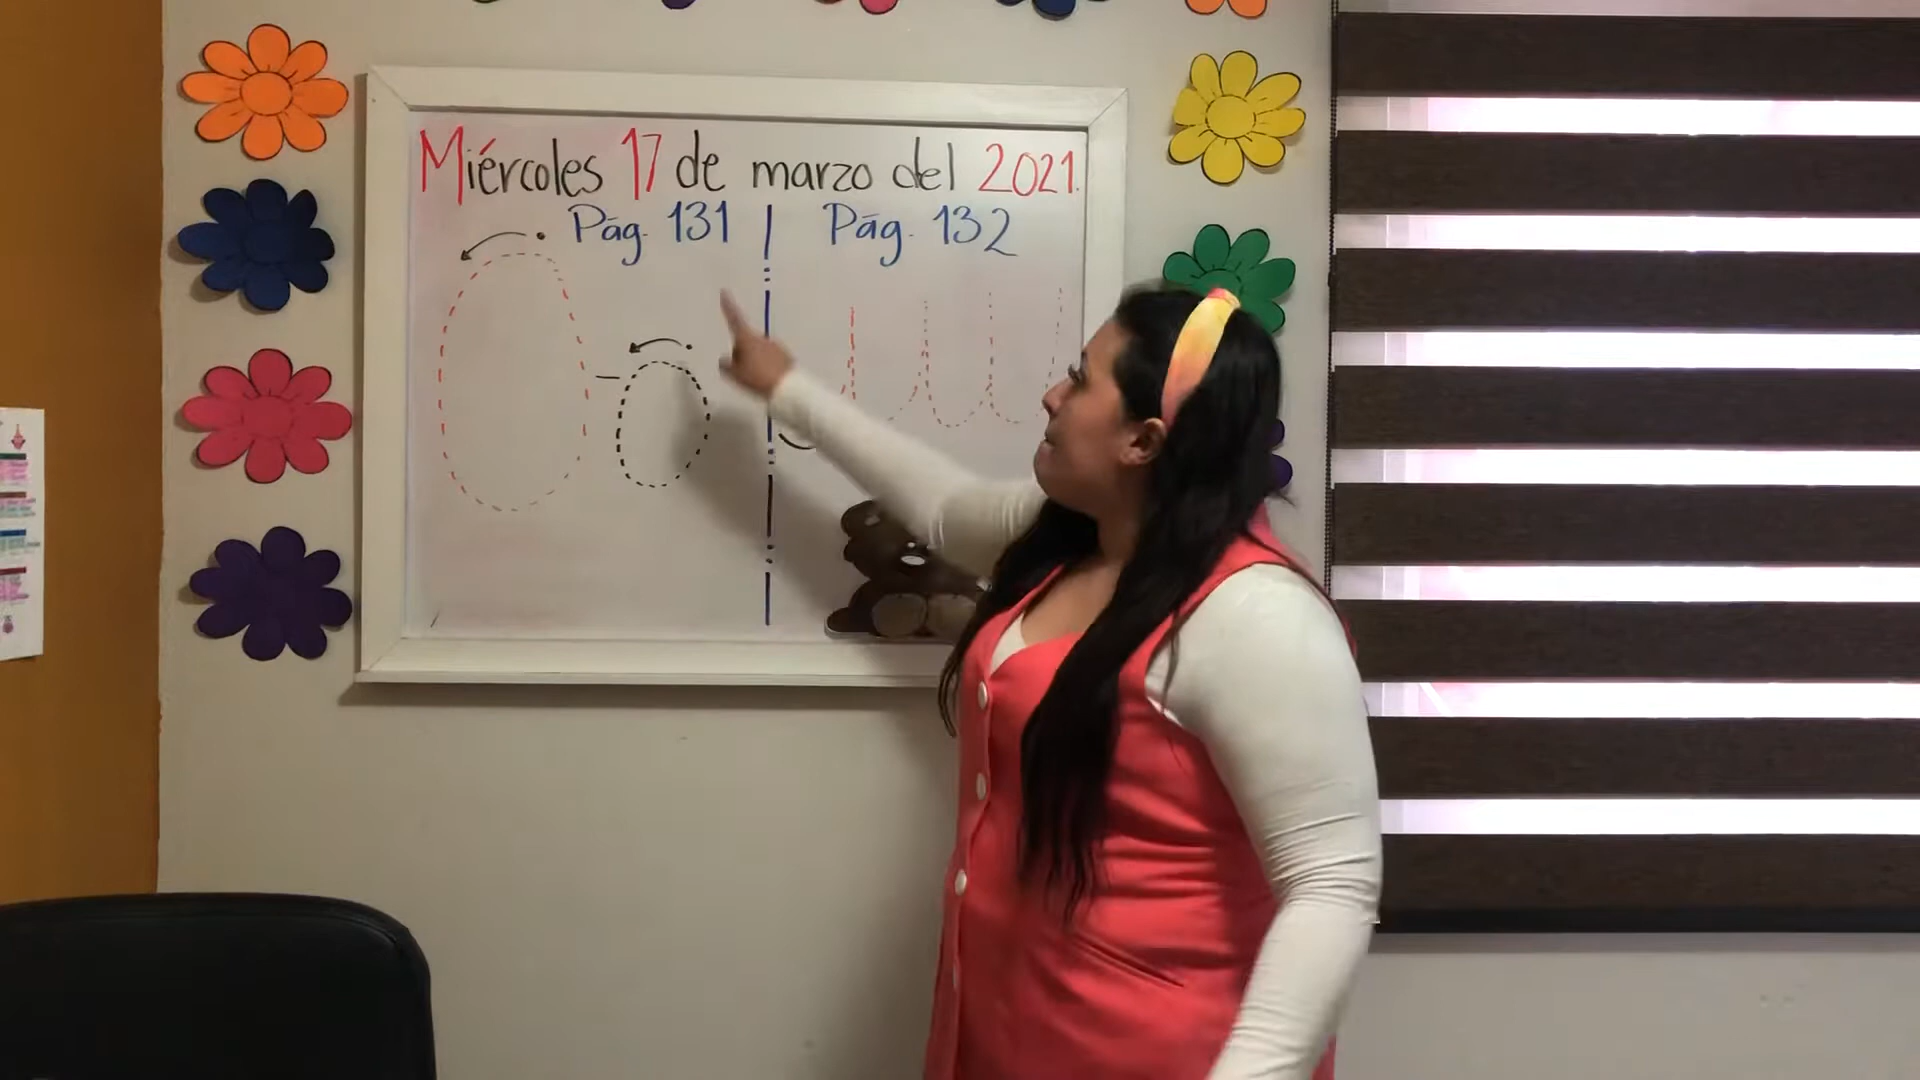 Miércoles 17 de marzo del 2021.
Pág. 131
Pág. 132